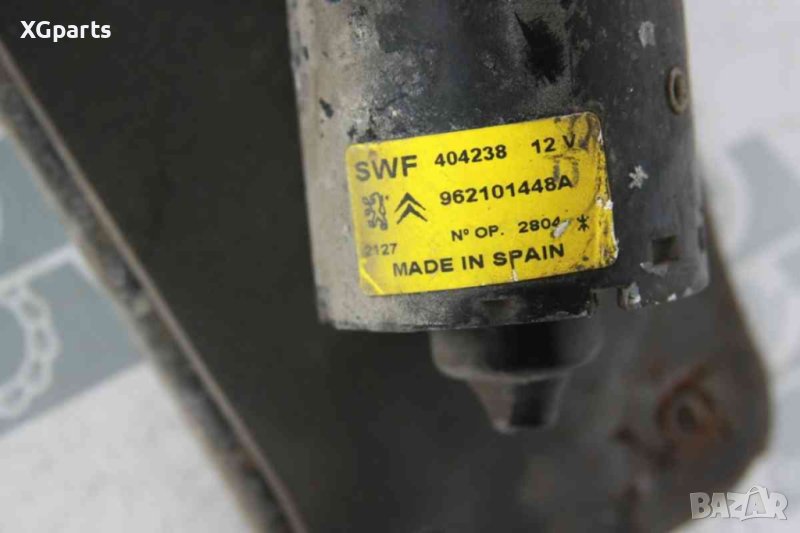 XGparts
SWF 404238 12 V
962101448A
Nº OP. 2804 *
2127
MADE IN SPAIN
BAZAR